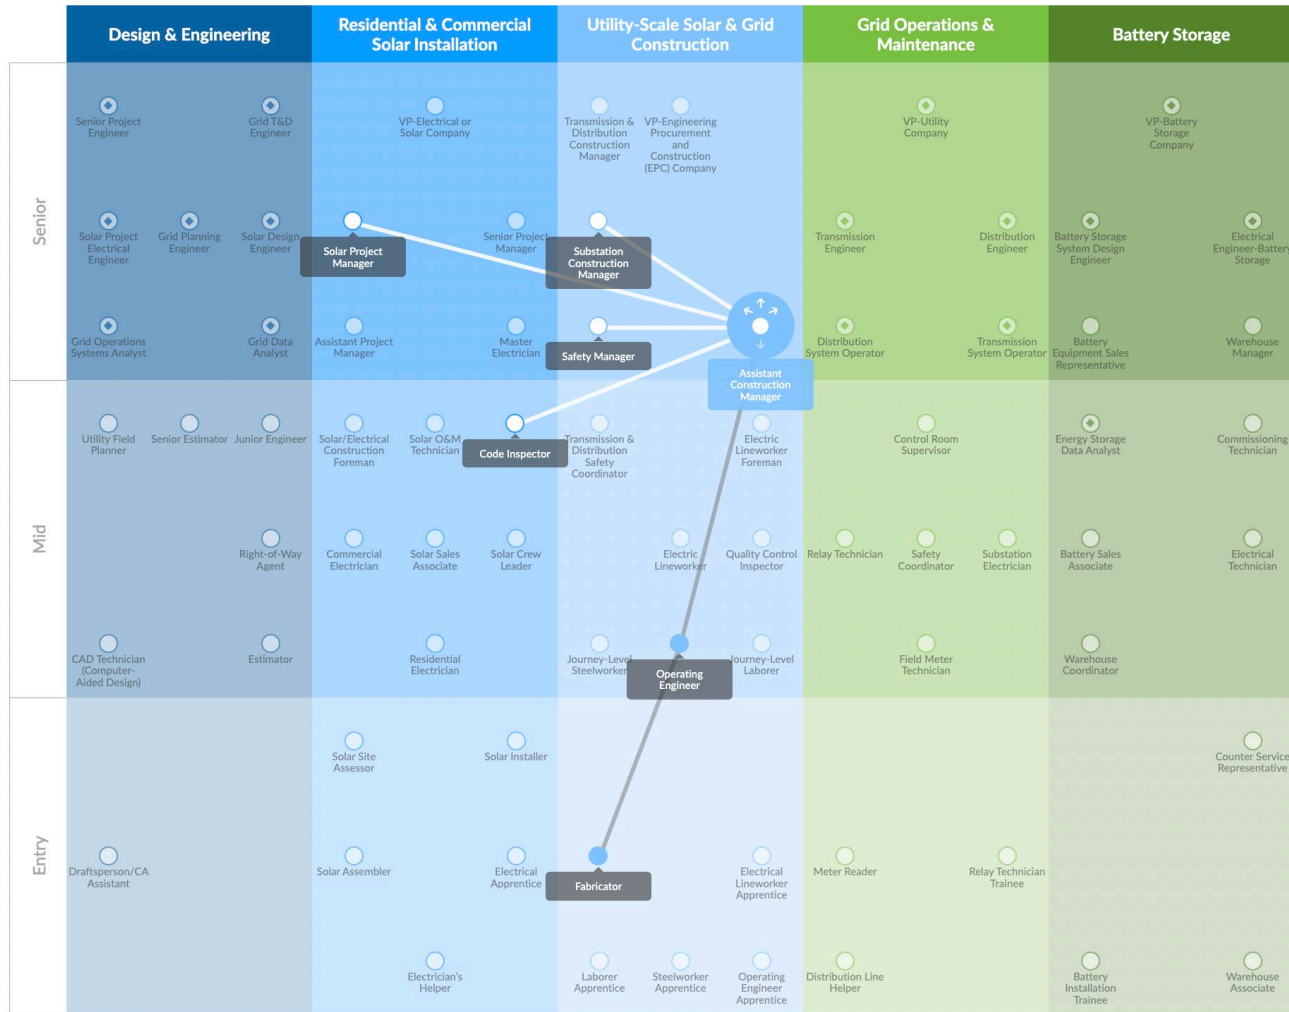 Design & Engineering
Residential & Commercial
Solar Installation
Utility-Scale Solar & Grid
Construction
Grid Operations &
Maintenance
Battery Storage
Senior
Senior Project
Engineer
Grid T&D
Engineer
VP-Electrical or
Solar Company
Transmission &
Distribution
Construction
Manager
VP-Engineering
Procurement
and
Construction
(EPC) Company
VP-Utility
Company
VP-Battery
Storage
Company
Solar Project
Electrical
Engineer
Grid Planning
Engineer
Solar Design
Engineer
Solar Project
Manager
Senior Project
Manager
Substation
Construction
Manager
Transmission
Engineer
Distribution
Engineer
Battery Storage
System Design
Engineer
Electrical
Engineer-Battery
Storage
Grid Operations
Systems Analyst
Grid Data
Analyst
Assistant Project
Manager
Master
Electrician
Safety Manager
Assistant
Construction
Manager
Distribution
System Operator
Transmission
System Operator
Battery
Equipment Sales
Representative
Warehouse
Manager
Mid
Utility Field
Planner
Senior Estimator
Junior Engineer
Solar/Electrical
Construction
Foreman
Solar O&M
Technician
Code Inspector
Transmission &
Distribution
Safety
Coordinator
Electric
Lineworker
Foreman
Control Room
Supervisor
Energy Storage
Data Analyst
Commissioning
Technician
Right-of-Way
Agent
Commercial
Electrician
Solar Sales
Associate
Solar Crew
Leader
Electric
Lineworker
Quality Control
Inspector
Relay Technician
Safety
Coordinator
Substation
Electrician
Battery Sales
Associate
Electrical
Technician
CAD Technician
(Computer-
Aided Design)
Estimator
Residential
Electrician
Journey-Level
Steelworker
Operating
Engineer
Journey-Level
Laborer
Field Meter
Technician
Warehouse
Coordinator
Entry
Solar Site
Assessor
Solar Installer
Counter Service
Representative
Draftsperson/CA
Assistant
Solar Assembler
Electrical
Apprentice
Fabricator
Electrical
Lineworker
Apprentice
Meter Reader
Relay Technician
Trainee
Electrician's
Helper
Laborer
Apprentice
Steelworker
Apprentice
Operating
Engineer
Apprentice
Distribution Line
Helper
Battery
Installation
Trainee
Warehouse
Associate